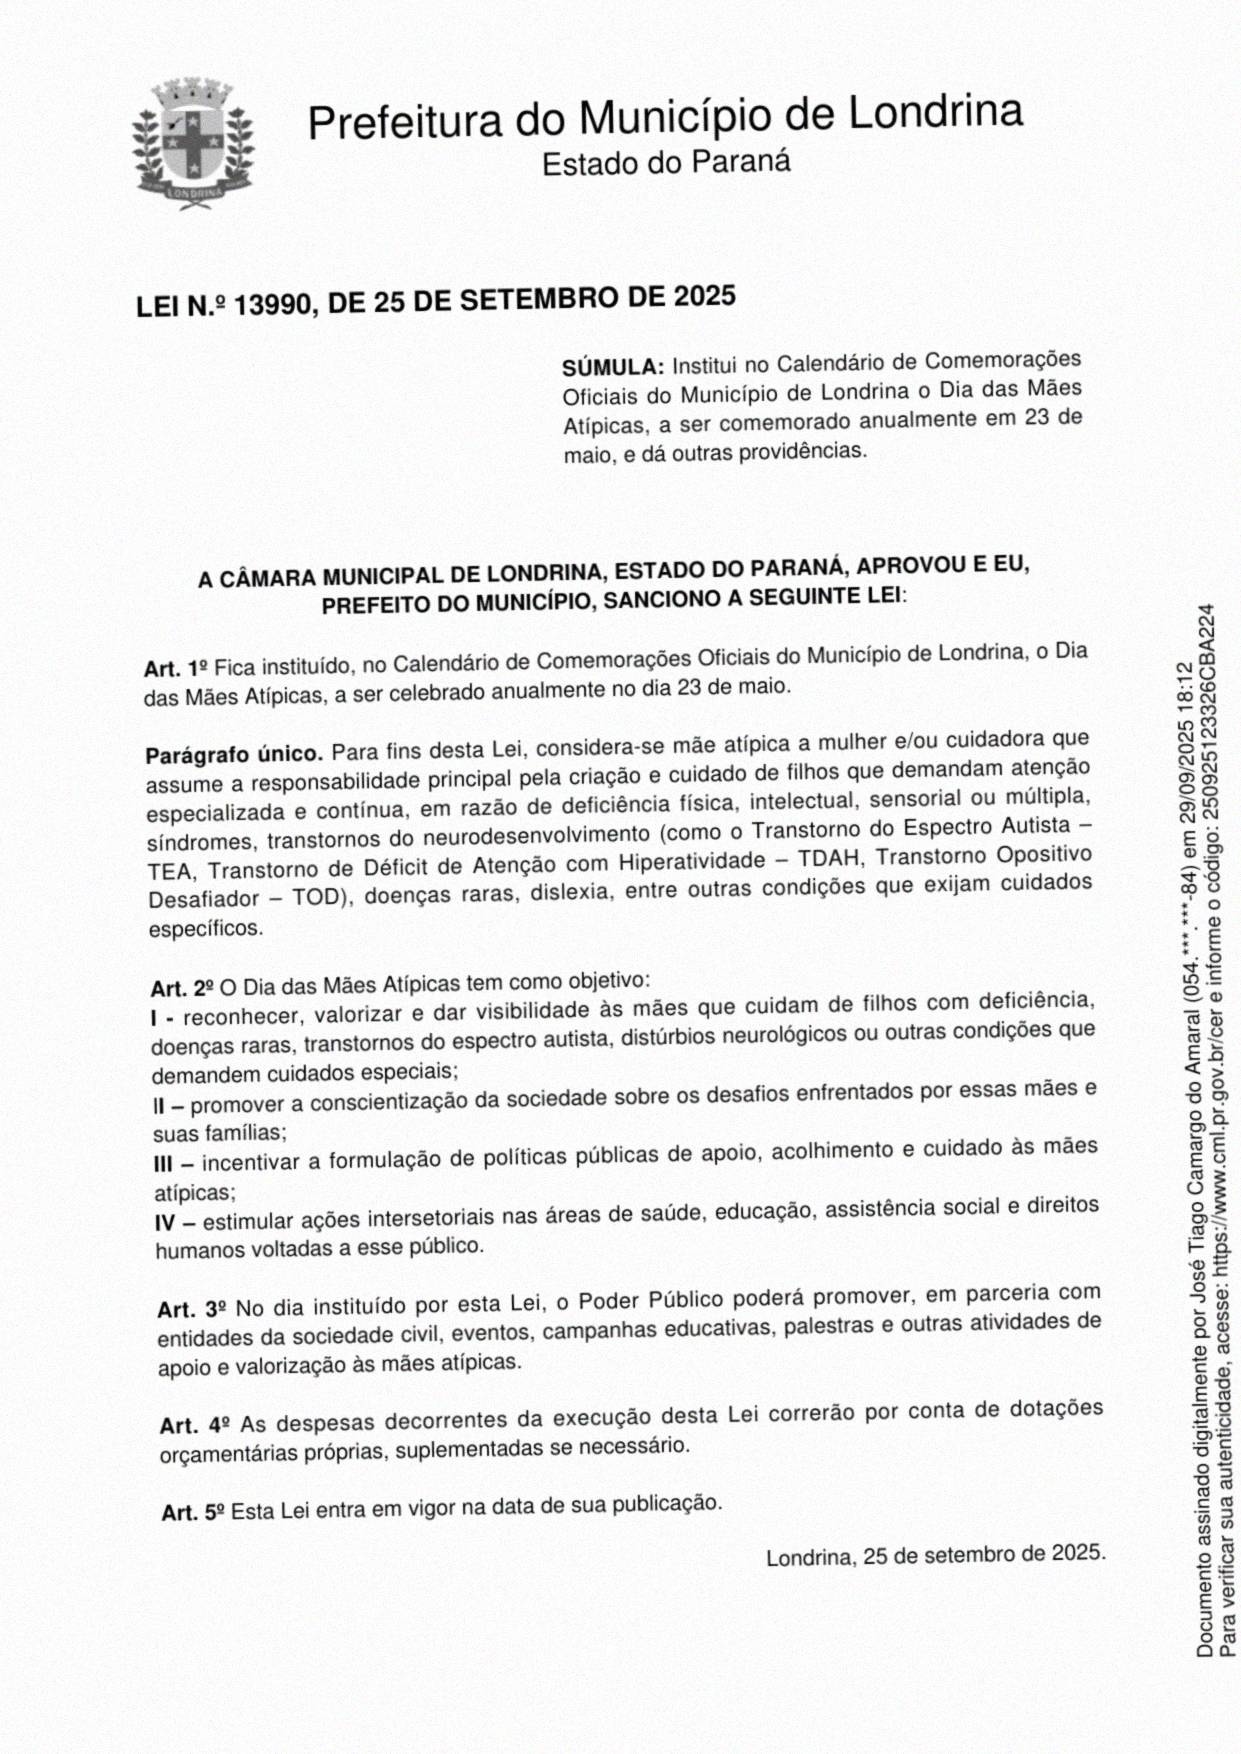 LONDRINA
Prefeitura do Município de Londrina
Estado do Paraná
LEI N.º 13990, DE 25 DE SETEMBRO DE 2025
SÚMULA: Institui no Calendário de Comemorações
Oficiais do Município de Londrina o Dia das Mães
Atípicas, a ser comemorado anualmente em 23 de
maio, e dá outras providências.
A CÂMARA MUNICIPAL DE LONDRINA, ESTADO DO PARANÁ, APROVOU E EU,
PREFEITO DO MUNICÍPIO, SANCIONO A SEGUINTE LEI:
Art. 1º Fica instituído, no Calendário de Comemorações Oficiais do Município de Londrina, o Dia
das Mães Atípicas, a ser celebrado anualmente no dia 23 de maio.
Parágrafo único. Para fins desta Lei, considera-se mãe atípica a mulher e/ou cuidadora que
assume a responsabilidade principal pela criação e cuidado de filhos que demandam atenção
especializada e contínua, em razão de deficiência física, intelectual, sensorial ou múltipla,
síndromes, transtornos do neurodesenvolvimento (como o Transtorno do Espectro Autista –
TEA, Transtorno de Déficit de Atenção com Hiperatividade – TDAH, Transtorno Opositivo
Desafiador – TOD), doenças raras, dislexia, entre outras condições que exijam cuidados
específicos.
Art. 2º O Dia das Mães Atípicas tem como objetivo:
I - reconhecer, valorizar e dar visibilidade às mães que cuidam de filhos com deficiência,
doenças raras, transtornos do espectro autista, distúrbios neurológicos ou outras condições que
demandem cuidados especiais;
II – promover a conscientização da sociedade sobre os desafios enfrentados por essas mães e
suas famílias;
III – incentivar a formulação de políticas públicas de apoio, acolhimento e cuidado às mães
atípicas;
IV – estimular ações intersetoriais nas áreas de saúde, educação, assistência social e direitos
humanos voltadas a esse público.
Art. 3º No dia instituído por esta Lei, o Poder Público poderá promover, em parceria com
entidades da sociedade civil, eventos, campanhas educativas, palestras e outras atividades de
apoio e valorização às mães atípicas.
Art. 4º As despesas decorrentes da execução desta Lei correrão por conta de dotações
orçamentárias próprias, suplementadas se necessário.
Art. 5º Esta Lei entra em vigor na data de sua publicação.
Londrina, 25 de setembro de 2025.
Documento assinado digitalmente por José Tiago Camargo do Amaral (054.***.***-84) em 29/09/2025 18:12
Para verificar sua autenticidade, acesse: https://www.cml.pr.gov.br/cer e informe o código: 250925123326CBA224